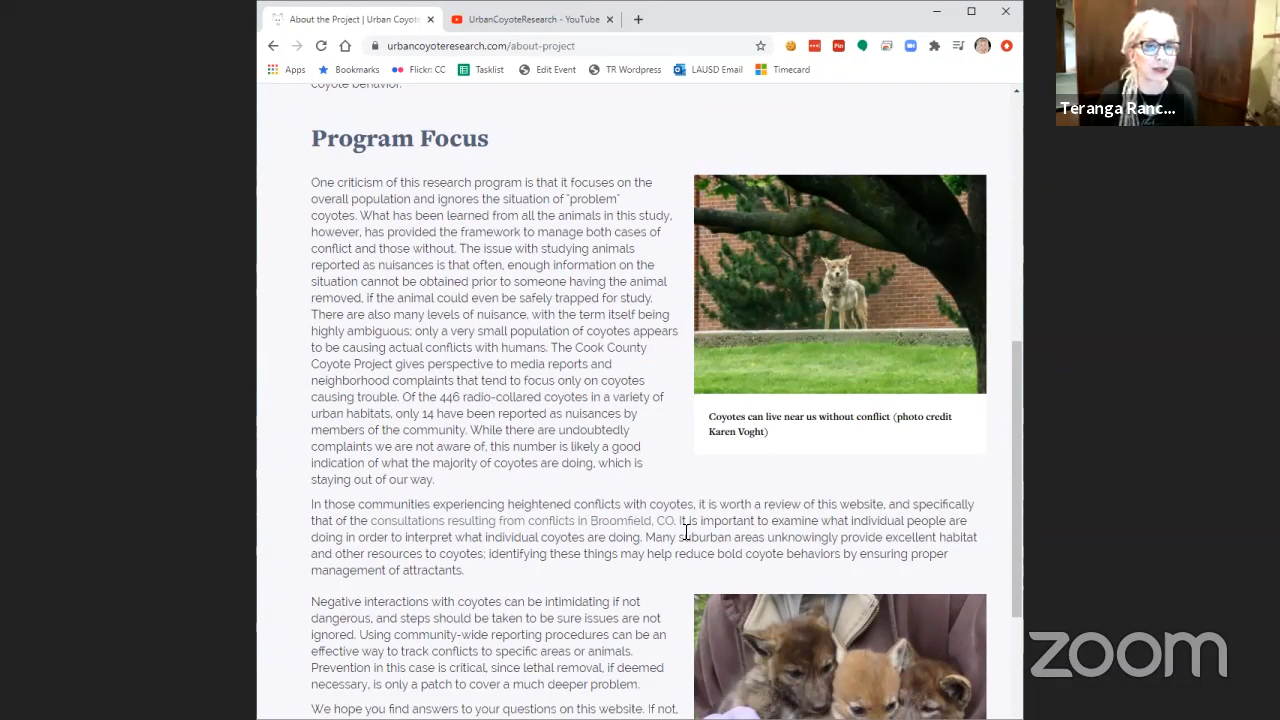 About the Project | Urban Coyote
UrbanCoyoteResearch - YouTube
urbancoyoteresearch.com/about-project
Apps
Bookmarks
Flickr: CC
Tasklist
Edit Event
TR Wordpress
LAUSD Email
Timecard
Teranga Ranc...
coyote behavior.
Program Focus
One criticism of this research program is that it focuses on the
overall population and ignores the situation of "problem"
coyotes. What has been learned from all the animals in this study,
however, has provided the framework to manage both cases of
conflict and those without. The issue with studying animals
reported as nuisances is that often, enough information on the
situation cannot be obtained prior to someone having the animal
removed, if the animal could even be safely trapped for study.
There are also many levels of nuisance, with the term itself being
highly ambiguous; only a very small population of coyotes appears
to be causing actual conflicts with humans. The Cook County
Coyote Project gives perspective to media reports and
neighborhood complaints that tend to focus only on coyotes
causing trouble. Of the 446 radio-collared coyotes in a variety of
urban habitats, only 14 have been reported as nuisances by
members of the community. While there are undoubtedly
complaints we are not aware of, this number is likely a good
indication of what the majority of coyotes are doing, which is
staying out of our way.
Coyotes can live near us without conflict (photo credit
Karen Voght)
In those communities experiencing heightened conflicts with coyotes, it is worth a review of this website, and specifically
that of the consultations resulting from conflicts in Broomfield, CO. It is important to examine what individual people are
doing in order to interpret what individual coyotes are doing. Many suburban areas unknowingly provide excellent habitat
and other resources to coyotes; identifying these things may help reduce bold coyote behaviors by ensuring proper
management of attractants.
Negative interactions with coyotes can be intimidating if not
dangerous, and steps should be taken to be sure issues are not
ignored. Using community-wide reporting procedures can be an
effective way to track conflicts to specific areas or animals.
Prevention in this case is critical, since lethal removal, if deemed
necessary, is only a patch to cover a much deeper problem.
We hope you find answers to your questions on this website. If not,
zoom